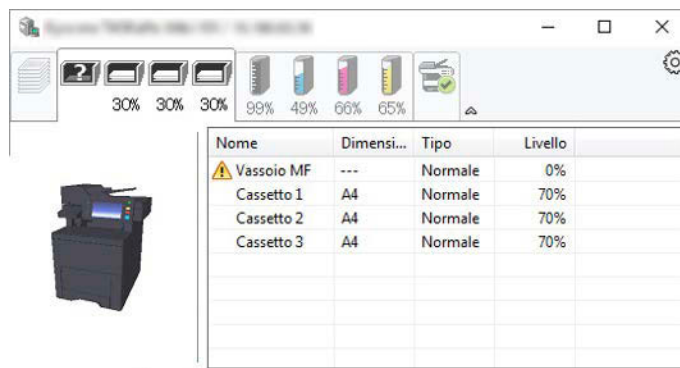 ?
30% 30% 30% 99% 49% 66% 65%
Nome Dimensi... Tipo Livello
Vassoio MF --- Normale 0%
Cassetto 1 A4 Normale 70%
Cassetto 2 A4 Normale 70%
Cassetto 3 A4 Normale 70%